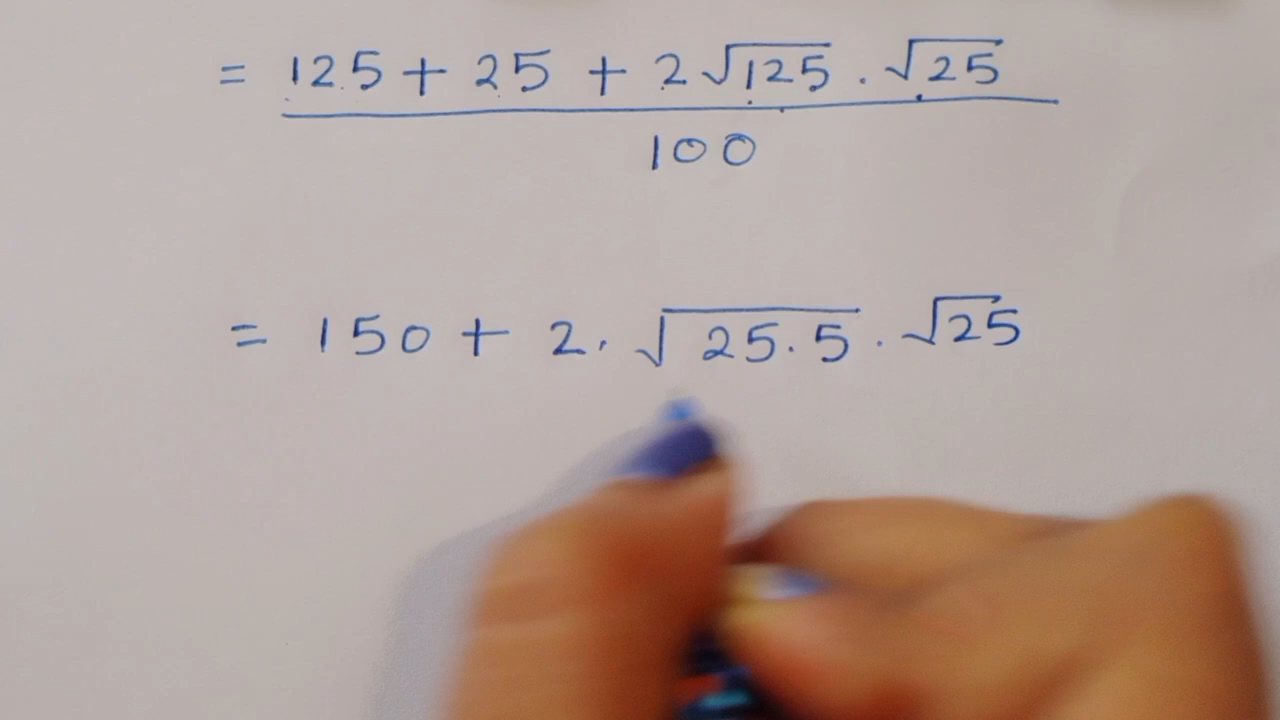 = 125 + 25 + 2√125 . √25
100
= 150 + 2. √25.5 . √25